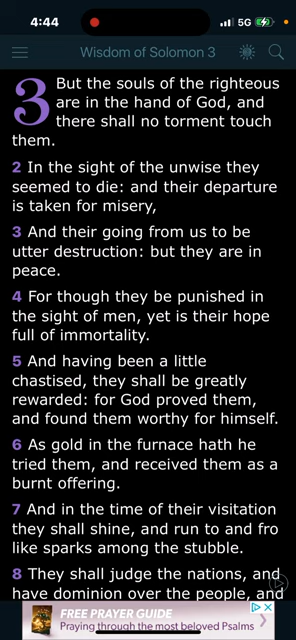 4:44
5G
Wisdom of Solomon 3
3 But the souls of the righteous
are in the hand of God, and
there shall no torment touch
them.
2 In the sight of the unwise they
seemed to die: and their departure
is taken for misery,
3 And their going from us to be
utter destruction: but they are in
peace.
4 For though they be punished in
the sight of men, yet is their hope
full of immortality.
5 And having been a little
chastised, they shall be greatly
rewarded: for God proved them,
and found them worthy for himself.
6 As gold in the furnace hath he
tried them, and received them as a
burnt offering.
7 And in the time of their visitation
they shall shine, and run to and fro
like sparks among the stubble.
8 They shall judge the nations, and
have dominion over the people, and
FREE PRAYER GUIDE
Praying through the most beloved Psalms